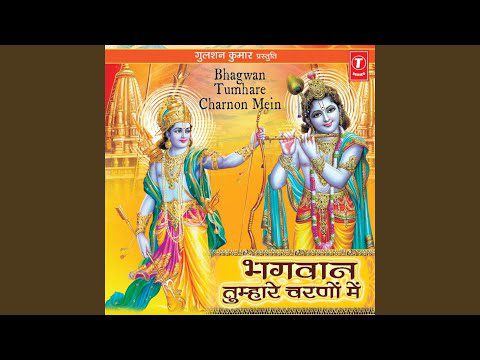 गुलशन कुमार प्रस्तुति
Bhagwan
Tumhare
Charnon Mein
T
SERIES
भगवान
तुम्हारे चरणों में